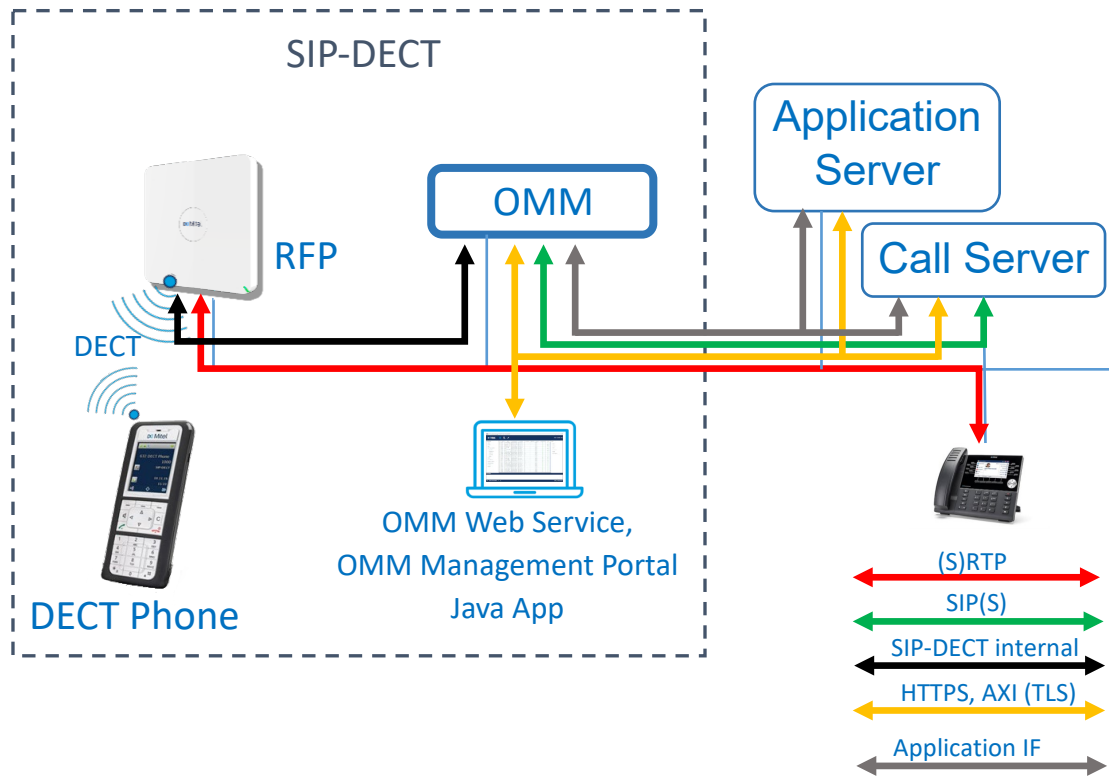 SIP-DECT
Application
Server
OMM
Call Server
RFP
DECT
Mitel
OMM Web Service,
OMM Management Portal
Java App
DECT Phone
(S)RTP
SIP(S)
SIP-DECT internal
HTTPS, AXI (TLS)
Application IF